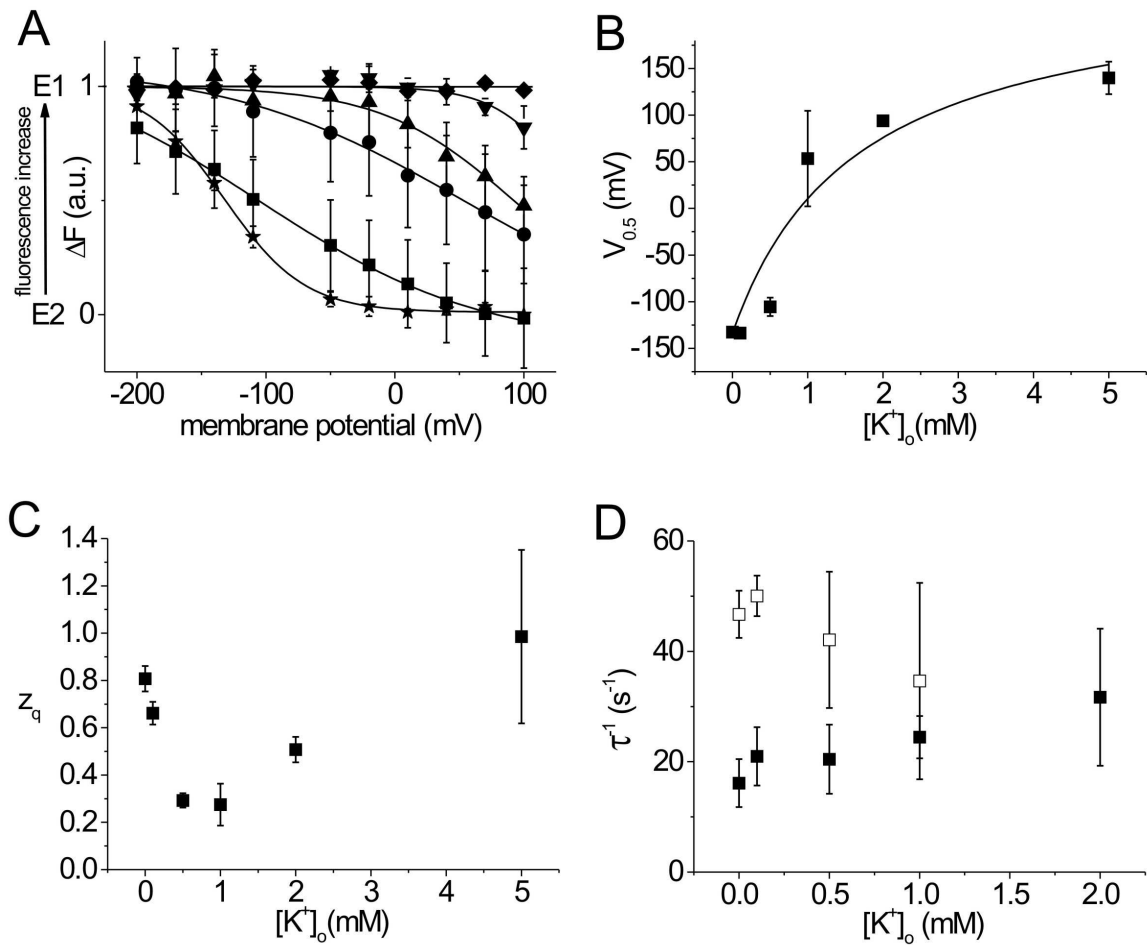 A
E1 1
fluorescence increase
ΔF (a.u.)
E2 0
-200 -100 0 100
membrane potential (mV)
B
150
100
50
0
-50
-100
-150
V0.5 (mV)
0 1 2 3 4 5
[K+]o(mM)
C
1.4
1.2
1.0
0.8
0.6
0.4
0.2
0.0
zq
0 1 2 3 4 5
[K+]o(mM)
D
60
40
20
0
τ-1 (s-1)
0.0 0.5 1.0 1.5 2.0
[K+]o(mM)